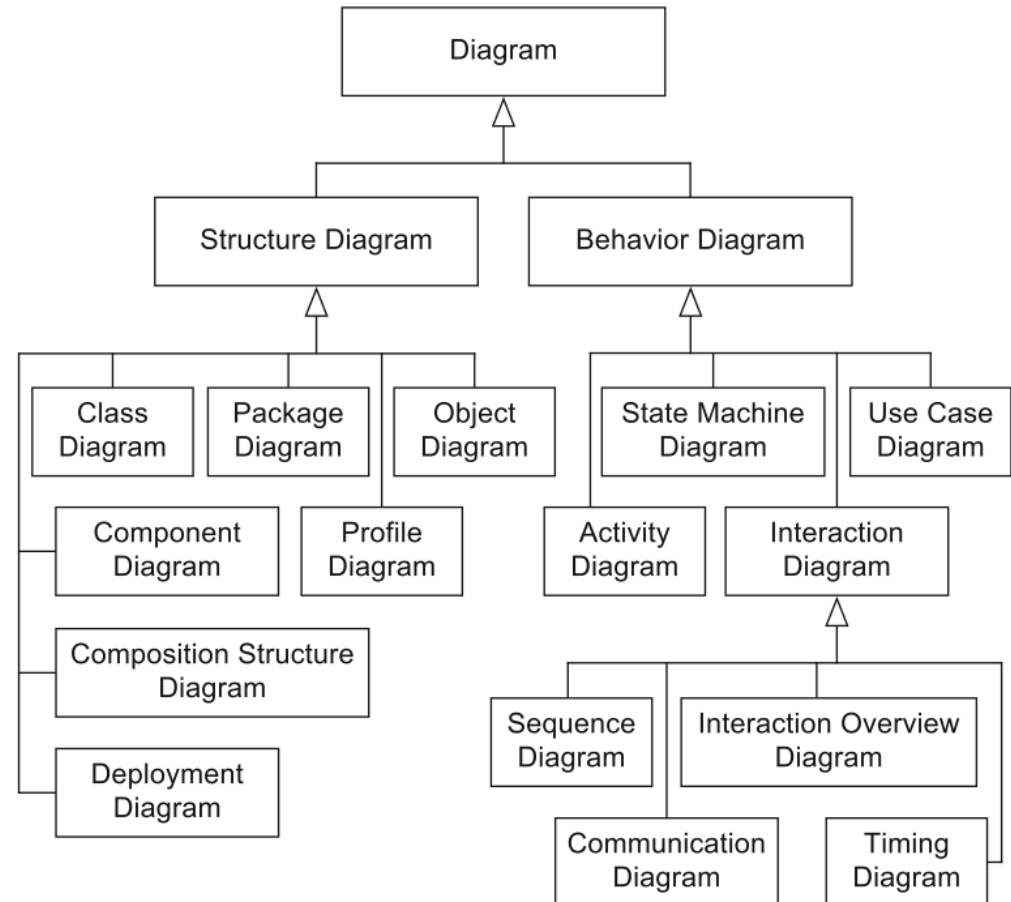 Diagram
Structure Diagram
Behavior Diagram
Class
Diagram
Package
Diagram
Object
Diagram
State Machine
Diagram
Use Case
Diagram
Component
Diagram
Profile
Diagram
Activity
Diagram
Interaction
Diagram
Composition Structure
Diagram
Sequence
Diagram
Interaction Overview
Diagram
Deployment
Diagram
Communication
Diagram
Timing
Diagram